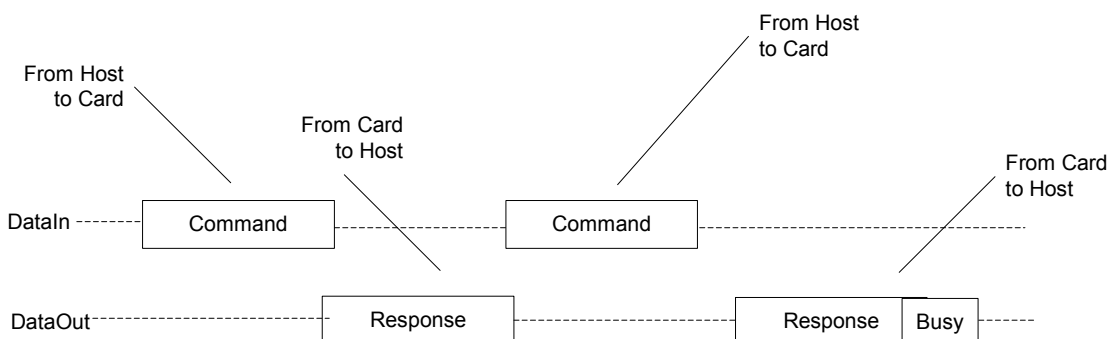 From Host
to Card
From Host
to Card
From Card
to Host
From Card
to Host
DataIn
Command
Command
DataOut
Response
Response
Busy